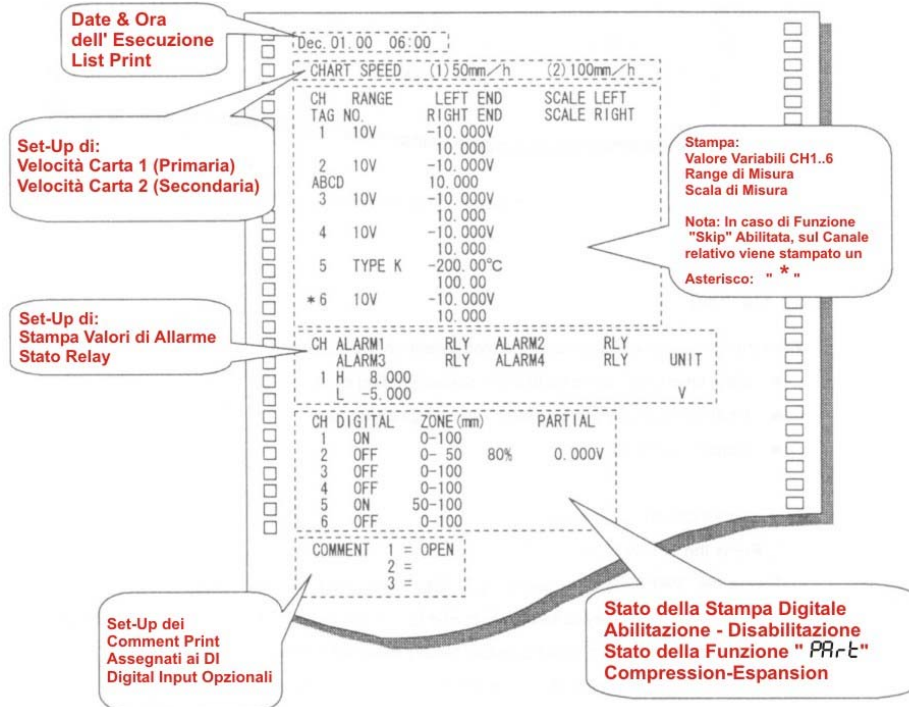 Date & Ora
dell' Esecuzione
List Print
Dec. 01. 00 06:00
CHART SPEED (1) 50mm/h (2) 100mm/h
CH RANGE LEFT END SCALE LEFT
TAG NO. RIGHT END SCALE RIGHT
1 10V -10.000V
10.000
2 10V -10.000V
ABCD 10.000
3 10V -10.000V
10.000
4 10V -10.000V
10.000
5 TYPE K -200.00°C
100.00
*6 10V -10.000V
10.000
Set-Up di:
Velocità Carta 1 (Primaria)
Velocità Carta 2 (Secondaria)
Stampa:
Valore Variabili CH1..6
Range di Misura
Scala di Misura
Nota: In caso di Funzione
"Skip" Abilitata, sul Canale
relativo viene stampato un
Asterisco: " * "
Set-Up di:
Stampa Valori di Allarme
Stato Relay
CH ALARM1 RLY ALARM2 RLY
ALARM3 RLY ALARM4 RLY UNIT
1 H 8.000
L -5.000 V
CH DIGITAL ZONE(mm) PARTIAL
1 ON 0-100
2 OFF 0- 50 80% 0.000V
3 OFF 0-100
4 OFF 0-100
5 ON 50-100
6 OFF 0-100
COMMENT 1 = OPEN
2 =
3 =
Set-Up dei
Comment Print
Assegnati ai DI
Digital Input Opzionali
Stato della Stampa Digitale
Abilitazione - Disabilitazione
Stato della Funzione " PArt"
Compression-Espansion